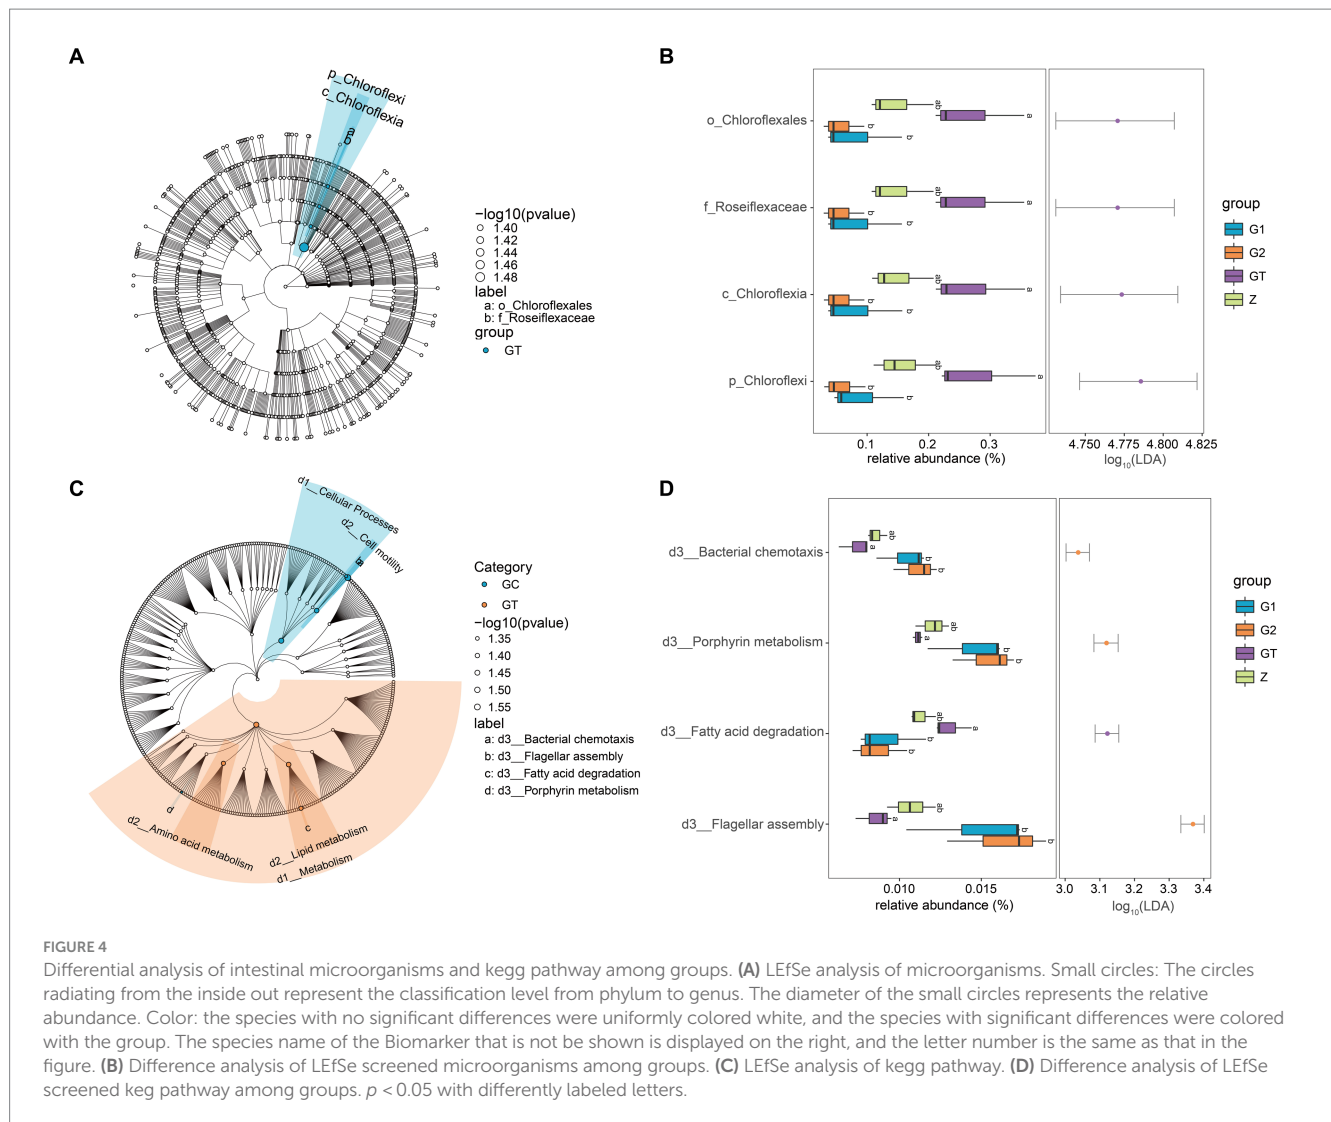 A
p_Chloroflexi
c_Chloroflexia
a
b
−log10(pvalue)
1.40
1.42
1.44
1.46
1.48
label
a: o_Chloroflexales
b: f_Roseiflexaceae
group
GT
B
o_Chloroflexales
f_Roseiflexaceae
c_Chloroflexia
p_Chloroflexi
ab
a
b
b
ab
a
b
b
ab
a
b
b
ab
a
b
b
0.1 0.2 0.3
relative abundance (%)
4.750 4.775 4.800 4.825
log10(LDA)
group
G1
G2
GT
Z
C
d1__Cellular Processes
d2__Cell motility
d
d2__Amino acid metabolism
c
d2__Lipid metabolism
d1__Metabolism
Category
GC
GT
−log10(pvalue)
1.35
1.40
1.45
1.50
1.55
label
a: d3__Bacterial chemotaxis
b: d3__Flagellar assembly
c: d3__Fatty acid degradation
d: d3__Porphyrin metabolism
D
d3__Bacterial chemotaxis
d3__Porphyrin metabolism
d3__Fatty acid degradation
d3__Flagellar assembly
ab
a
b
b
ab
a
b
b
ab
a
b
b
ab
a
b
b
0.010 0.015
relative abundance (%)
3.0 3.1 3.2 3.3 3.4
log10(LDA)
group
G1
G2
GT
Z
FIGURE 4
Differential analysis of intestinal microorganisms and kegg pathway among groups. (A) LEfSe analysis of microorganisms. Small circles: The circles
radiating from the inside out represent the classification level from phylum to genus. The diameter of the small circles represents the relative
abundance. Color: the species with no significant differences were uniformly colored white, and the species with significant differences were colored
with the group. The species name of the Biomarker that is not be shown is displayed on the right, and the letter number is the same as that in the
figure. (B) Difference analysis of LEfSe screened microorganisms among groups. (C) LEfSe analysis of kegg pathway. (D) Difference analysis of LEfSe
screened keg pathway among groups. p < 0.05 with differently labeled letters.